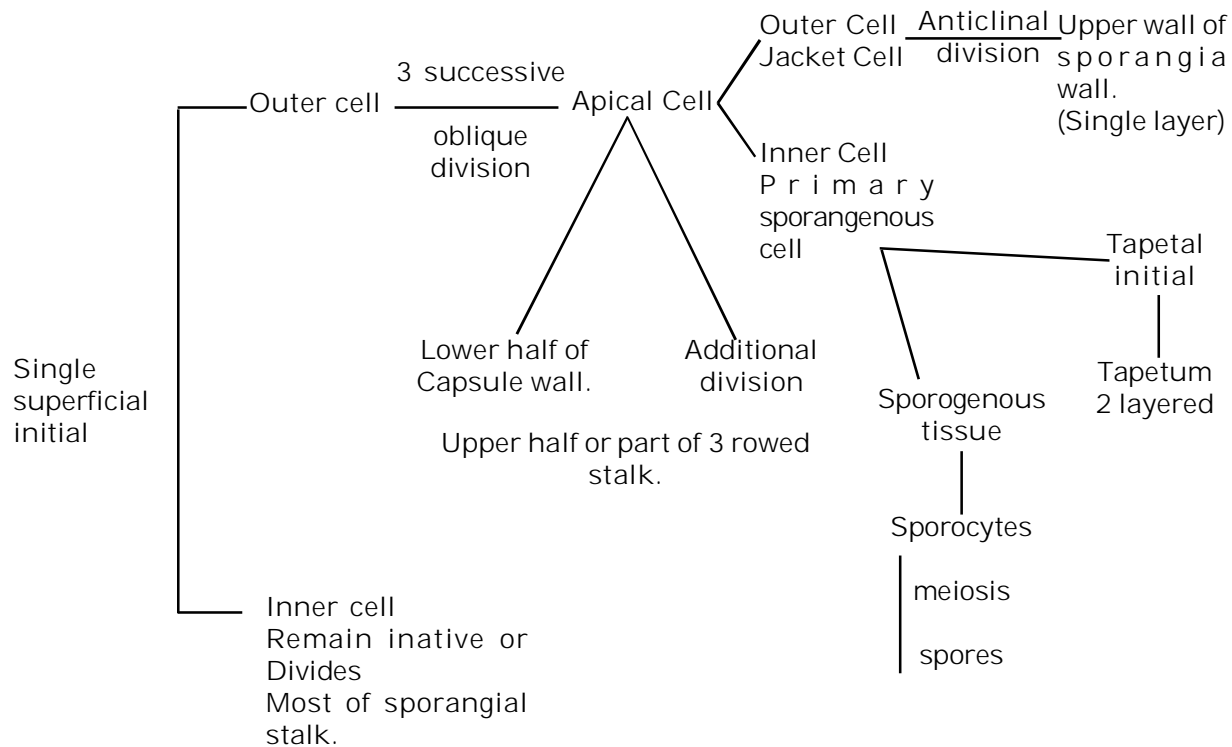 Outer Cell
Jacket Cell
Anticlinal
division
Upper wall of
sporangia
wall.
(Single layer)
Outer cell
3 successive
oblique
division
Apical Cell
Inner Cell
Primary
sporangenous
cell
Tapetal
initial
Tapetum
2 layered
Lower half of
Capsule wall.
Additional
division
Upper half or part of 3 rowed
stalk.
Sporogenous
tissue
Sporocytes
meiosis
spores
Single
superficial
initial
Inner cell
Remain inative or
Divides
Most of sporangial
stalk.